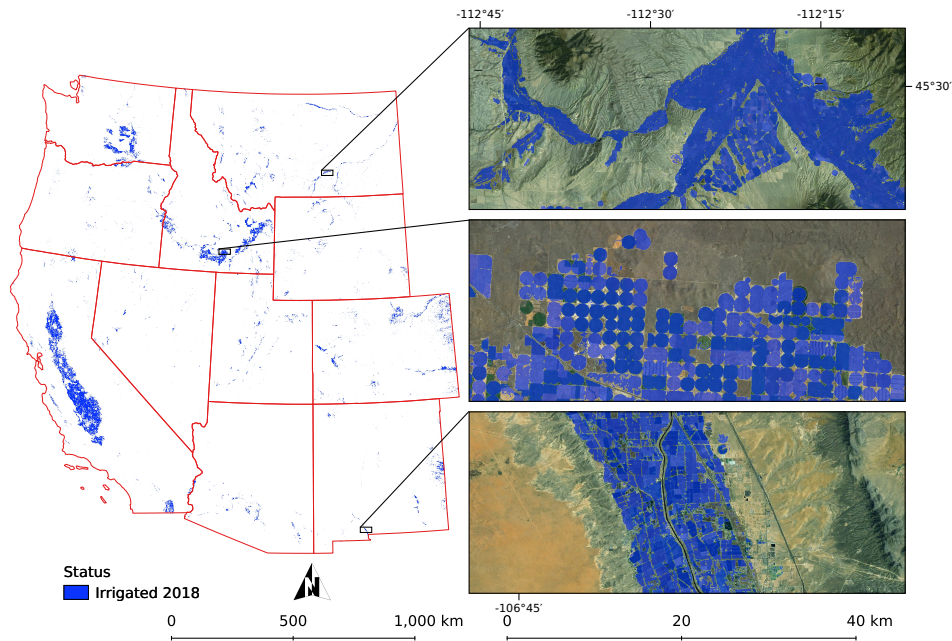 -112°45' -112°30' -112°15'
45°30'
Status
Irrigated 2018
N
-106°45'
0 500 1,000 km
0 20 40 km